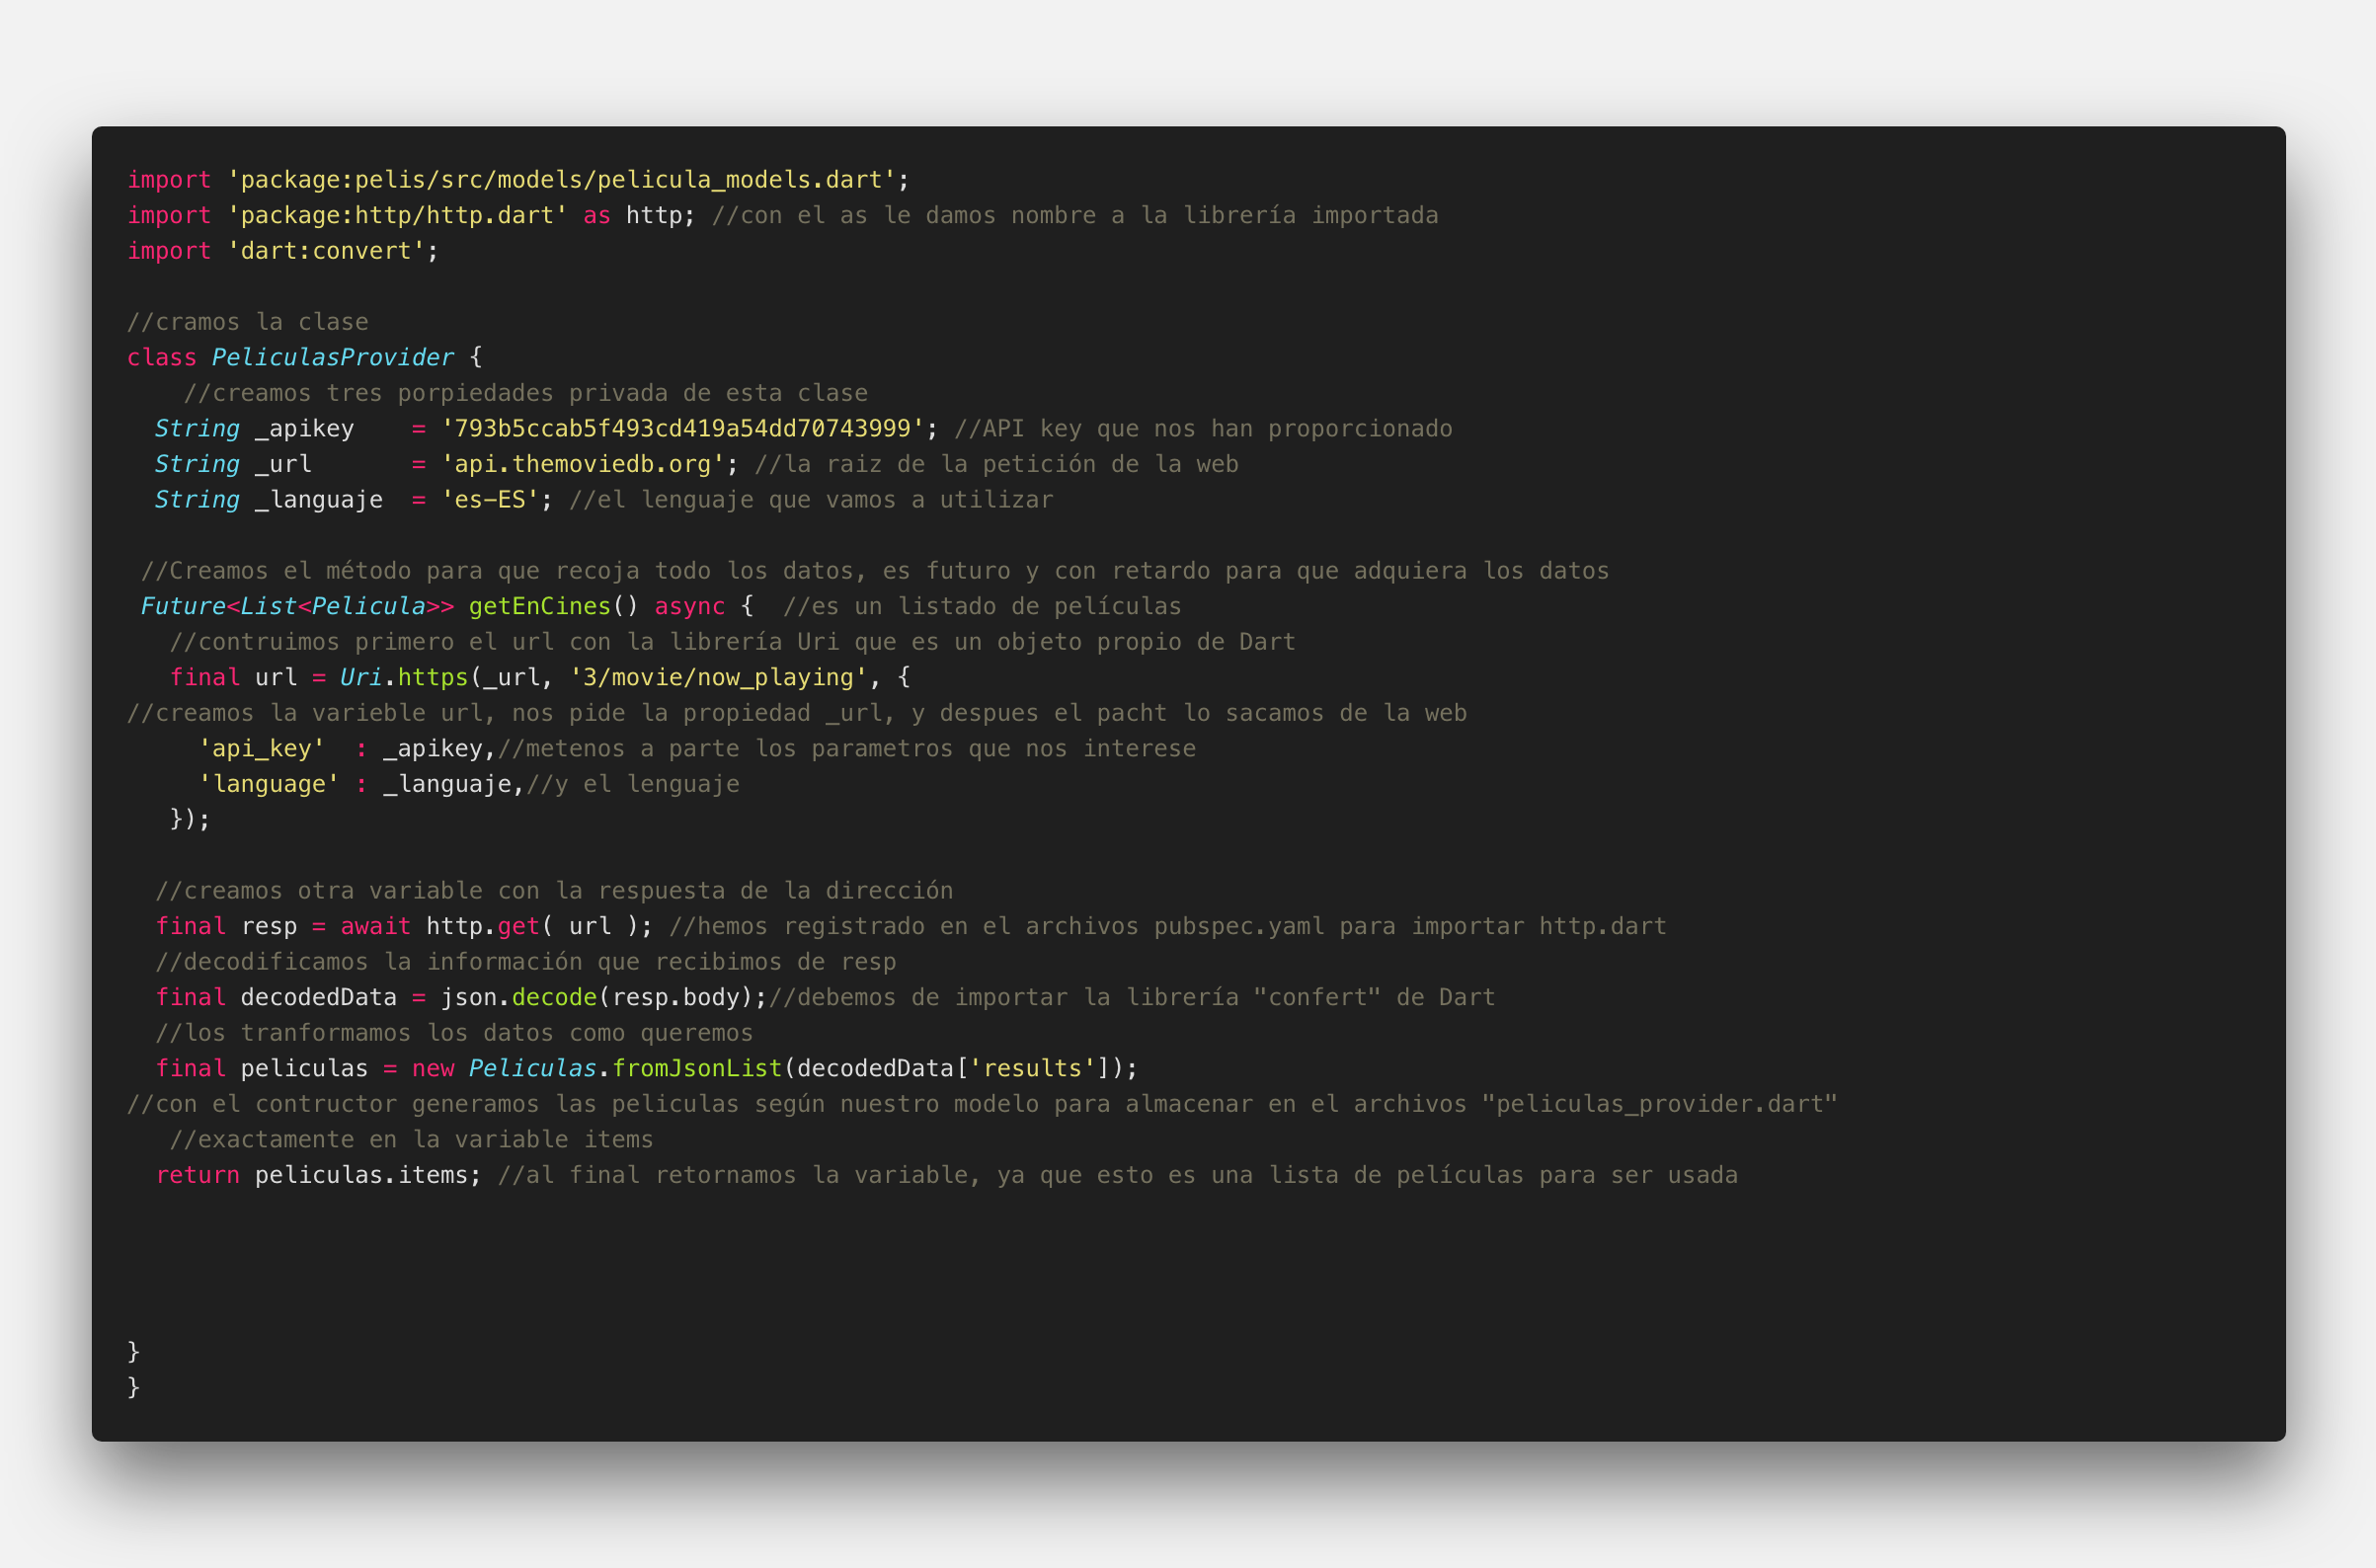 import 'package:pelis/src/models/pelicula_models.dart';
import 'package:http/http.dart' as http; //con el as le damos nombre a la librería importada
import 'dart:convert';
//cramos la clase
class PeliculasProvider {
//creamos tres porpiedades privada de esta clase
String _apikey    = '793b5ccab5f493cd419a54dd70743999'; //API key que nos han proporcionado
String _url       = 'api.themoviedb.org'; //la raiz de la petición de la web
String _languaje  = 'es-ES'; //el lenguaje que vamos a utilizar
//Creamos el método para que recoja todo los datos, es futuro y con retardo para que adquiera los datos
Future<List<Pelicula>> getEnCines() async {  //es un listado de películas
//contruimos primero el url con la librería Uri que es un objeto propio de Dart
final url = Uri.https(_url, '3/movie/now_playing', {
//creamos la varieble url, nos pide la propiedad _url, y despues el pacht lo sacamos de la web
'api_key'  : _apikey,//metenos a parte los parametros que nos interese
'language' : _languaje,//y el lenguaje
});
//creamos otra variable con la respuesta de la dirección
final resp = await http.get( url ); //hemos registrado en el archivos pubspec.yaml para importar http.dart
//decodificamos la información que recibimos de resp
final decodedData = json.decode(resp.body);//debemos de importar la librería "confert" de Dart
//los tranformamos los datos como queremos
final peliculas = new Peliculas.fromJsonList(decodedData['results']);
//con el contructor generamos las peliculas según nuestro modelo para almacenar en el archivos "peliculas_provider.dart"
//exactamente en la variable items
return peliculas.items; //al final retornamos la variable, ya que esto es una lista de películas para ser usada
}
}